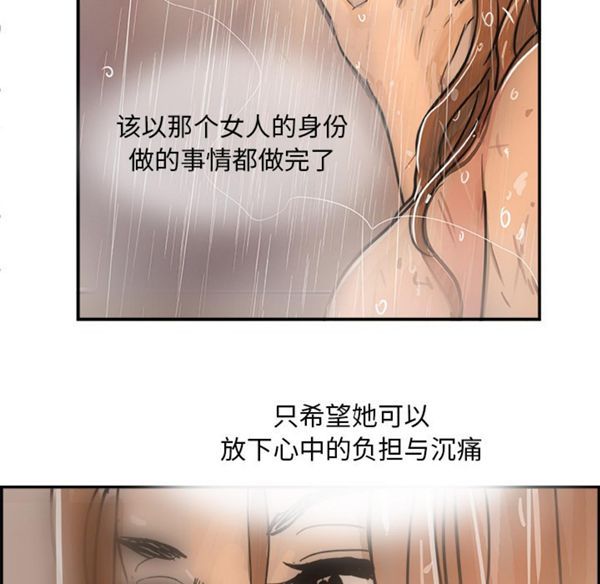 该以那个女人的身份
做的事情都做完了
只希望她可以
放下心中的负担与沉痛